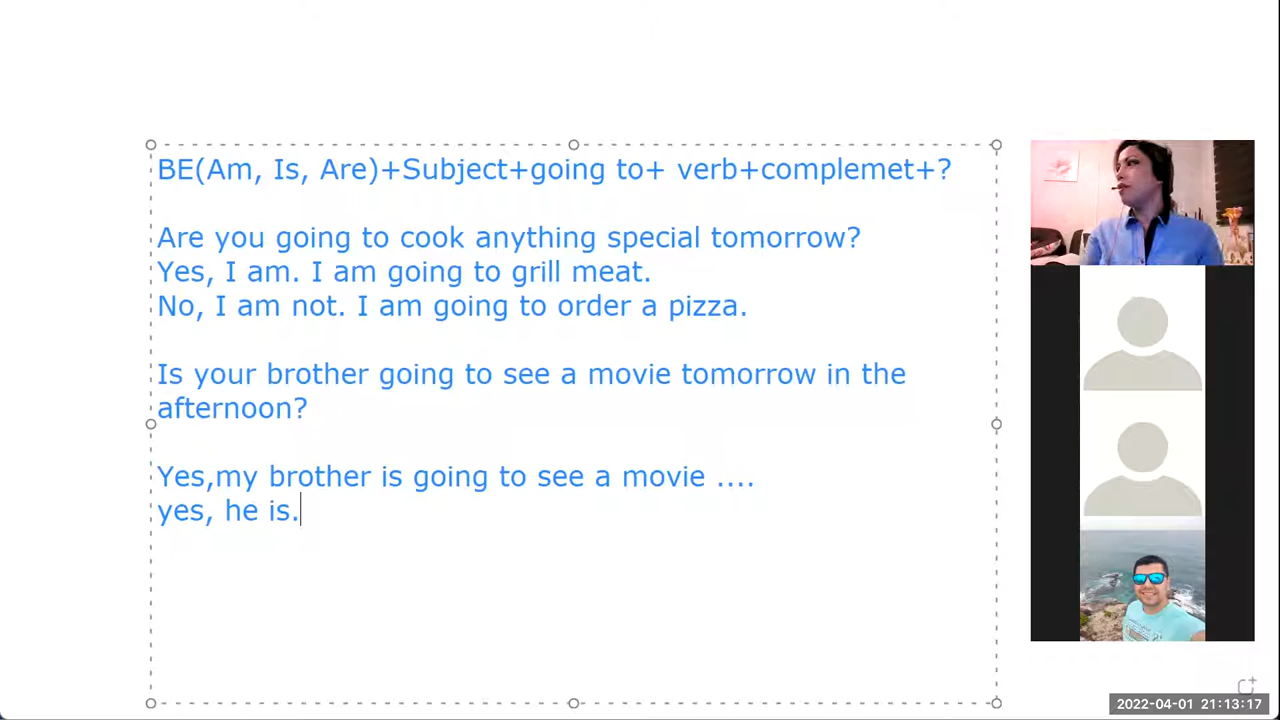 BE(Am, Is, Are)+Subject+going to+ verb+complemet+?
Are you going to cook anything special tomorrow?
Yes, I am. I am going to grill meat.
No, I am not. I am going to order a pizza.
Is your brother going to see a movie tomorrow in the
afternoon?
Yes,my brother is going to see a movie ....
yes, he is.
2022-04-01 21:13:17